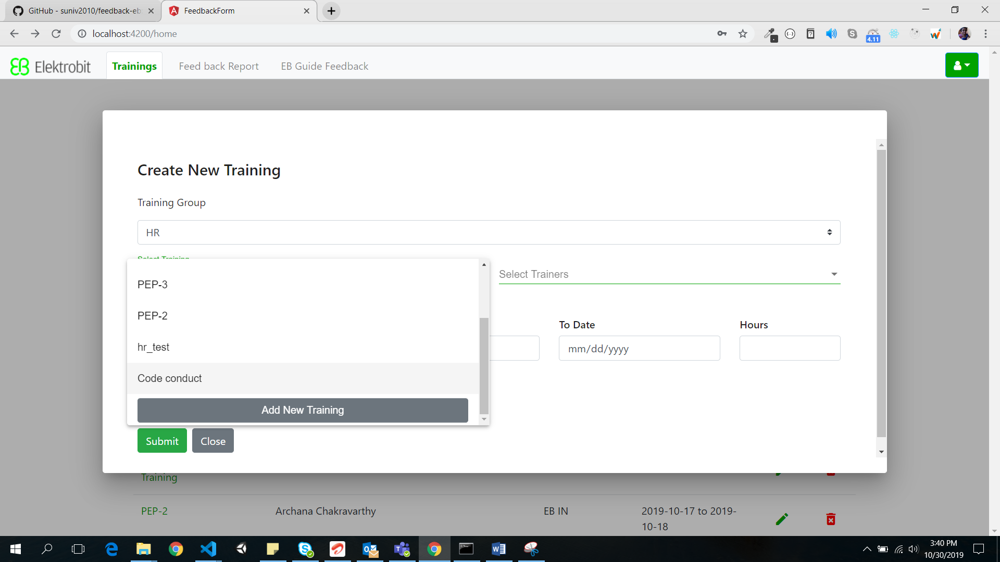 GitHub - suniv2010/feedback-eb
FeedbackForm
localhost:4200/home
4.11
EB Elektrobit
Trainings
Feed back Report
EB Guide Feedback
Create New Training
Training Group
HR
Select Training
Select Trainers
PEP-3
PEP-2
hr_test
Code conduct
Add New Training
To Date
Hours
mm/dd/yyyy
Submit
Close
Training
PEP-2
Archana Chakravarthy
EB IN
2019-10-17 to 2019-
10-18
3:40 PM
10/30/2019